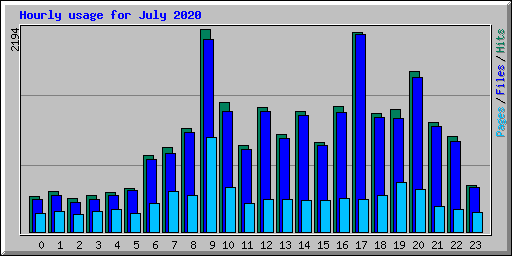 Hourly usage for July 2020
2194
Pages/Files/Hits
0 1 2 3 4 5 6 7 8 9 10 11 12 13 14 15 16 17 18 19 20 21 22 23